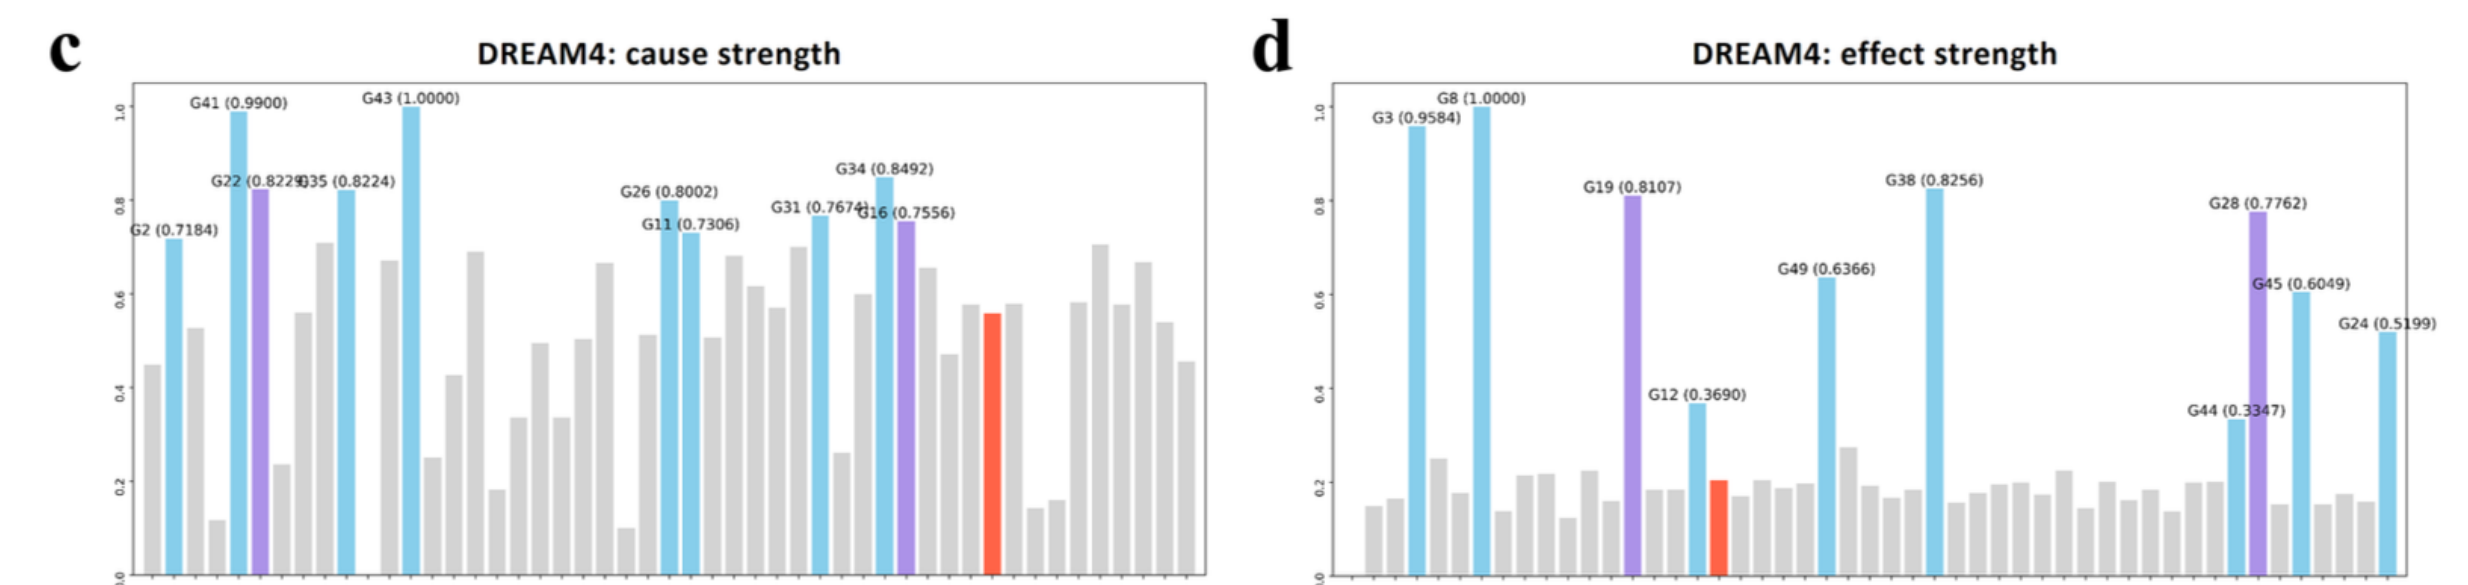 c
DREAM4: cause strength
G41 (0.9900)
G43 (1.0000)
G22 (0.8229)
G35 (0.8224)
G34 (0.8492)
G26 (0.8002)
G31 (0.7674)
G16 (0.7556)
G2 (0.7184)
G11 (0.7306)
1.0
0.8
0.6
0.4
0.2
0.0
d
DREAM4: effect strength
G8 (1.0000)
G3 (0.9584)
G19 (0.8107)
G38 (0.8256)
G28 (0.7762)
G49 (0.6366)
G45 (0.6049)
G24 (0.5199)
G12 (0.3690)
G44 (0.3347)
1.0
0.8
0.6
0.4
0.2
0.0